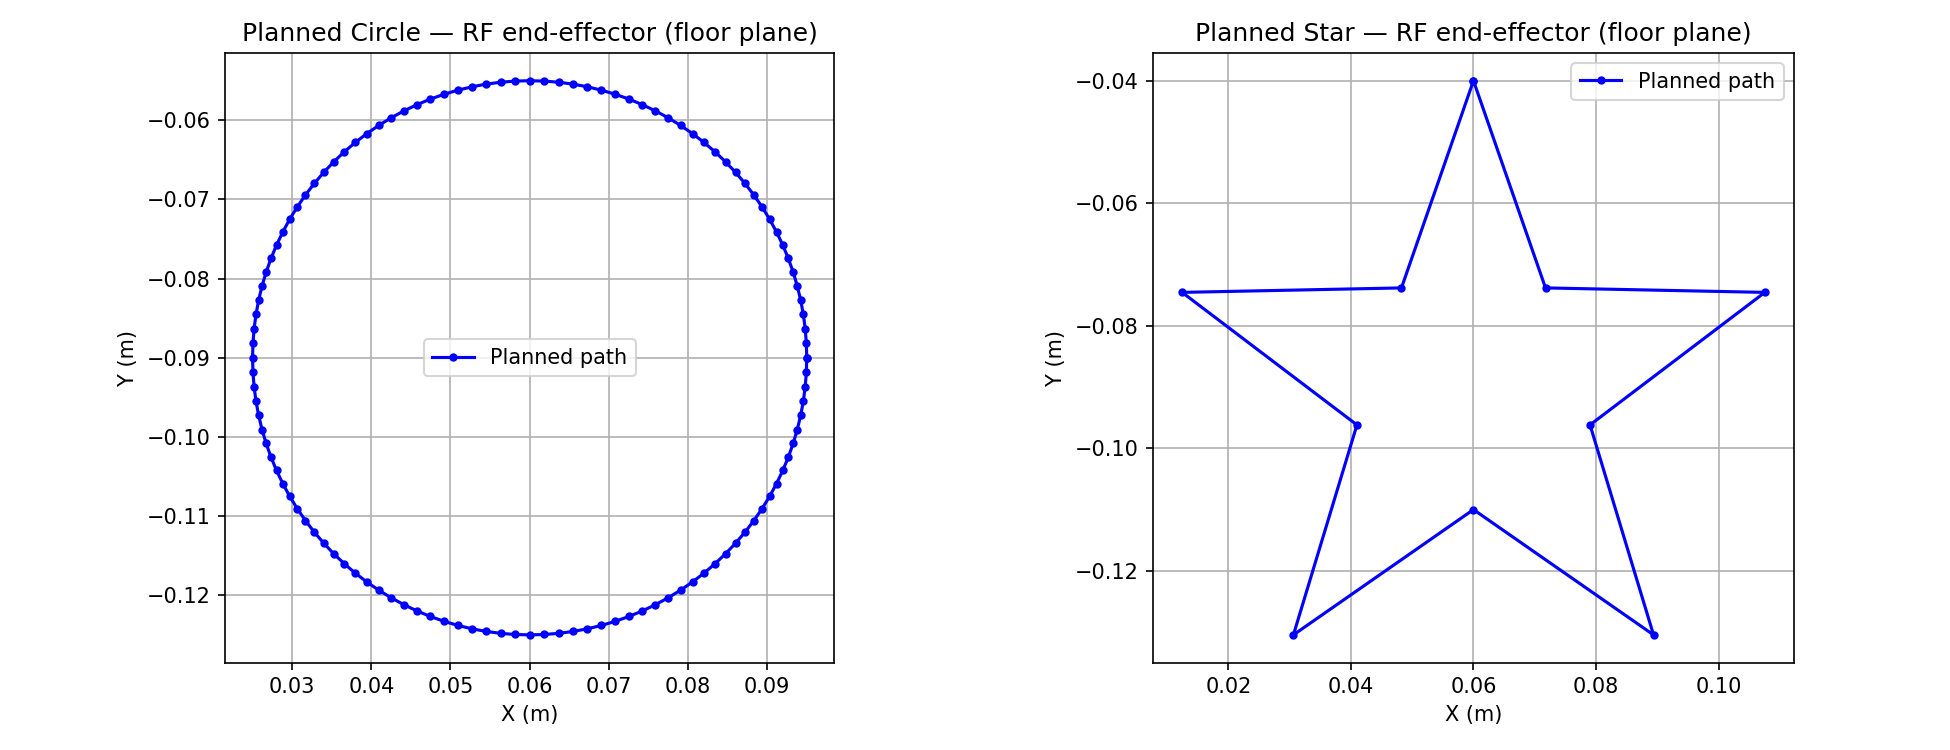 Planned Circle — RF end-effector (floor plane)
−0.06
−0.07
−0.08
−0.09
−0.10
−0.11
−0.12
Y (m)
Planned path
0.03 0.04 0.05 0.06 0.07 0.08 0.09
X (m)
Planned Star — RF end-effector (floor plane)
Planned path
−0.04
−0.06
−0.08
−0.10
−0.12
Y (m)
0.02 0.04 0.06 0.08 0.10
X (m)